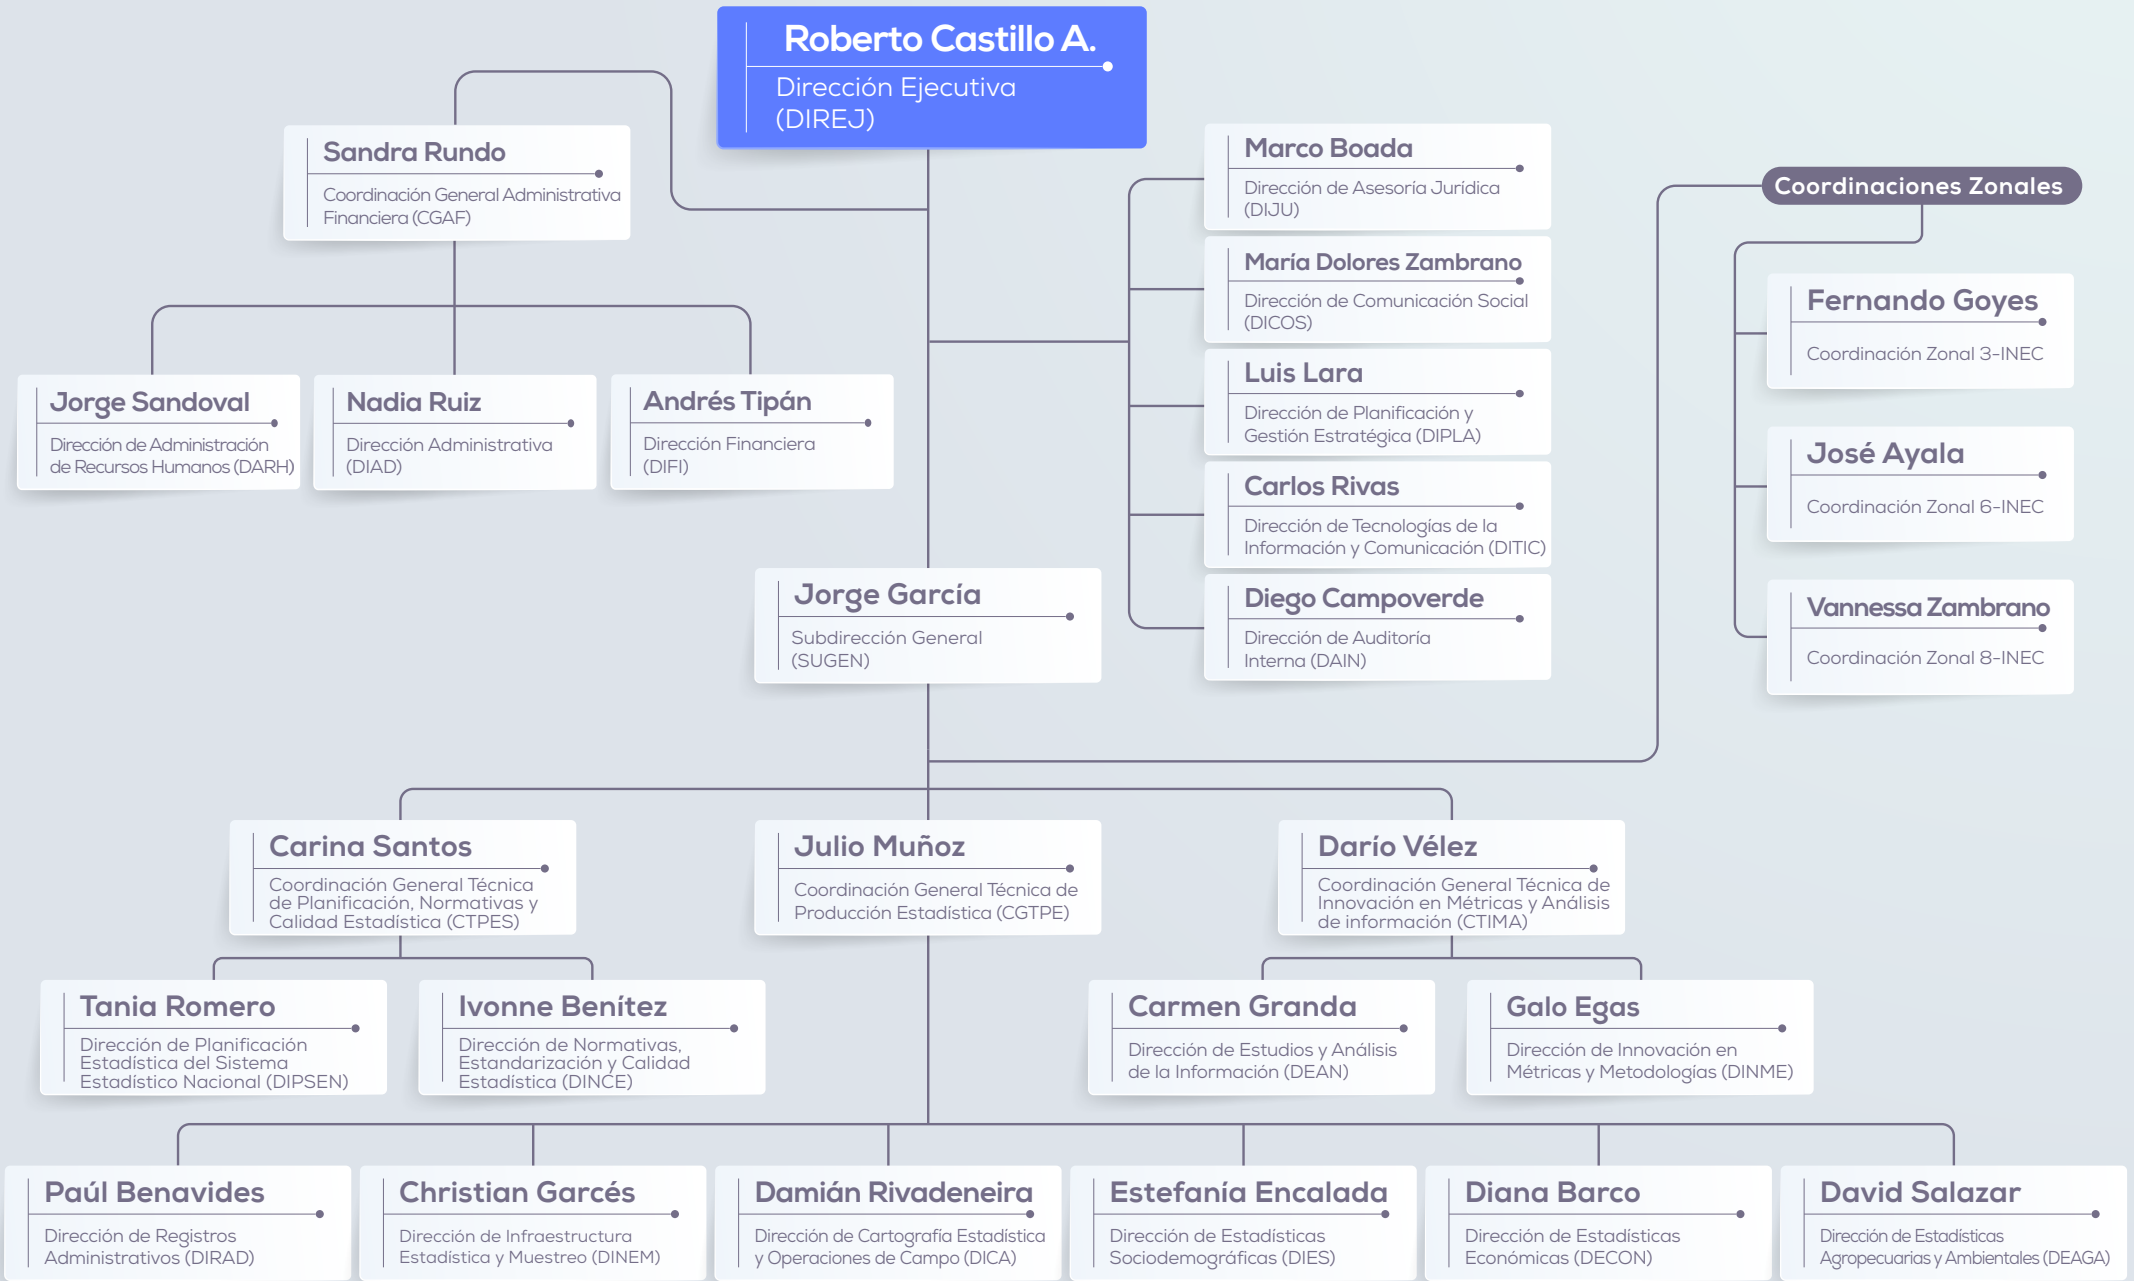 Roberto Castillo A.
Dirección Ejecutiva
(DIREJ)
Sandra Rundo
Coordinación General Administrativa
Financiera (CGAF)
Jorge Sandoval
Dirección de Administración
de Recursos Humanos (DARH)
Nadia Ruiz
Dirección Administrativa
(DIAD)
Andrés Tipán
Dirección Financiera
(DIFI)
Marco Boada
Dirección de Asesoría Jurídica
(DIJU)
María Dolores Zambrano
Dirección de Comunicación Social
(DICOS)
Luis Lara
Dirección de Planificación y
Gestión Estratégica (DIPLA)
Carlos Rivas
Dirección de Tecnologías de la
Información y Comunicación (DITIC)
Diego Campoverde
Dirección de Auditoría
Interna (DAIN)
Coordinaciones Zonales
Fernando Goyes
Coordinación Zonal 3-INEC
José Ayala
Coordinación Zonal 6-INEC
Vannessa Zambrano
Coordinación Zonal 8-INEC
Jorge García
Subdirección General
(SUGEN)
Carina Santos
Coordinación General Técnica
de Planificación, Normativas y
Calidad Estadística (CTPES)
Julio Muñoz
Coordinación General Técnica de
Producción Estadística (CGTPE)
Darío Vélez
Coordinación General Técnica de
Innovación en Métricas y Análisis
de información (CTIMA)
Tania Romero
Dirección de Planificación
Estadística del Sistema
Estadístico Nacional (DIPSEN)
Ivonne Benítez
Dirección de Normativas,
Estandarización y Calidad
Estadística (DINCE)
Carmen Granda
Dirección de Estudios y Análisis
de la Información (DEAN)
Galo Egas
Dirección de Innovación en
Métricas y Metodologías (DINME)
Paúl Benavides
Dirección de Registros
Administrativos (DIRAD)
Christian Garcés
Dirección de Infraestructura
Estadística y Muestreo (DINEM)
Damián Rivadeneira
Dirección de Cartografía Estadística
y Operaciones de Campo (DICA)
Estefanía Encalada
Dirección de Estadísticas
Sociodemográficas (DIES)
Diana Barco
Dirección de Estadísticas
Económicas (DECON)
David Salazar
Dirección de Estadísticas
Agropecuarias y Ambientales (DEAGA)